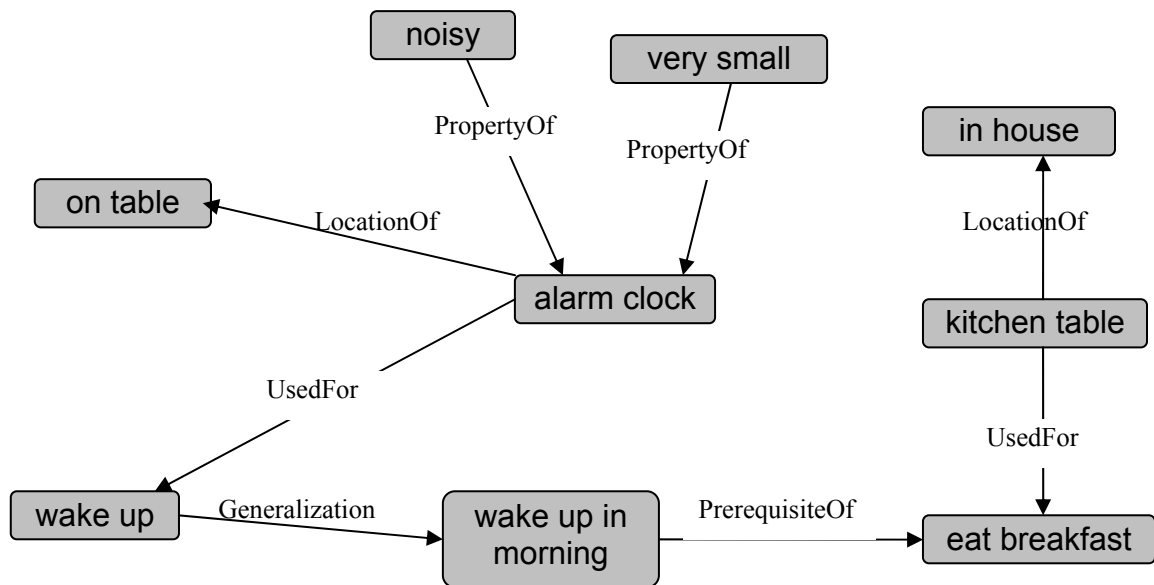 noisy
very small
PropertyOf
in house
PropertyOf
on table
LocationOf
LocationOf
alarm clock
kitchen table
UsedFor
UsedFor
Generalization
PrerequisiteOf
wake up
wake up in
morning
eat breakfast